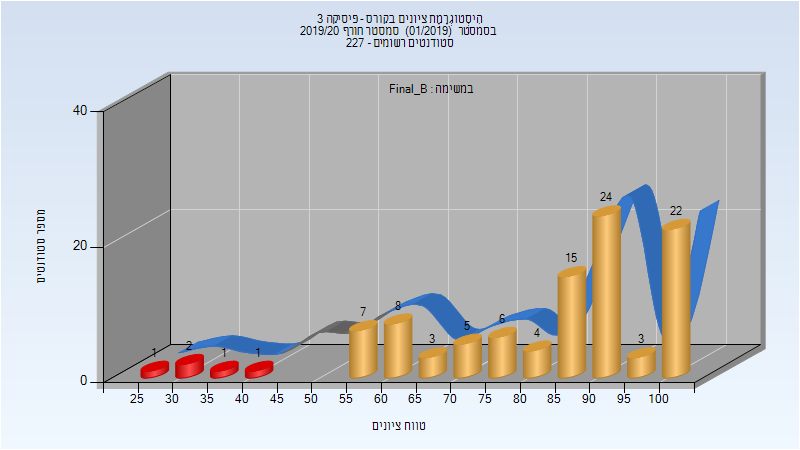 היסטוגרמת ציונים בקורס - פיסיקה 3
בסמסטר (01/2019) סמסטר חורף 2019/20
סטודנטים רשומים - 227
במשימה : Final_B
מספר סטודנטים
40
20
0
1 2 1 1 7 8 3 5 6 4 15 24 3 22
25 30 35 40 45 50 55 60 65 70 75 80 85 90 95 100
טווח ציונים